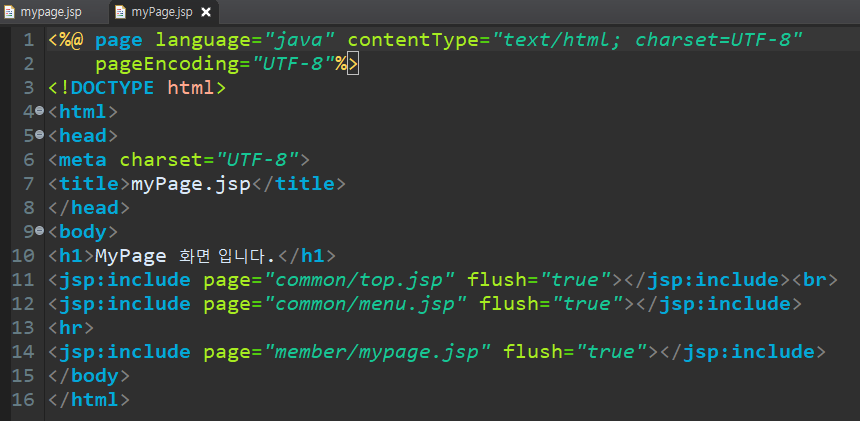 mypage.jsp myPage.jsp
1 <%@ page language="java" contentType="text/html; charset=UTF-8"
2     pageEncoding="UTF-8"%>
3 <!DOCTYPE html>
4 <html>
5 <head>
6 <meta charset="UTF-8">
7 <title>myPage.jsp</title>
8 </head>
9 <body>
10 <h1>MyPage 화면 입니다.</h1>
11 <jsp:include page="common/top.jsp" flush="true"></jsp:include><br>
12 <jsp:include page="common/menu.jsp" flush="true"></jsp:include>
13 <hr>
14 <jsp:include page="member/mypage.jsp" flush="true"></jsp:include>
15 </body>
16 </html>